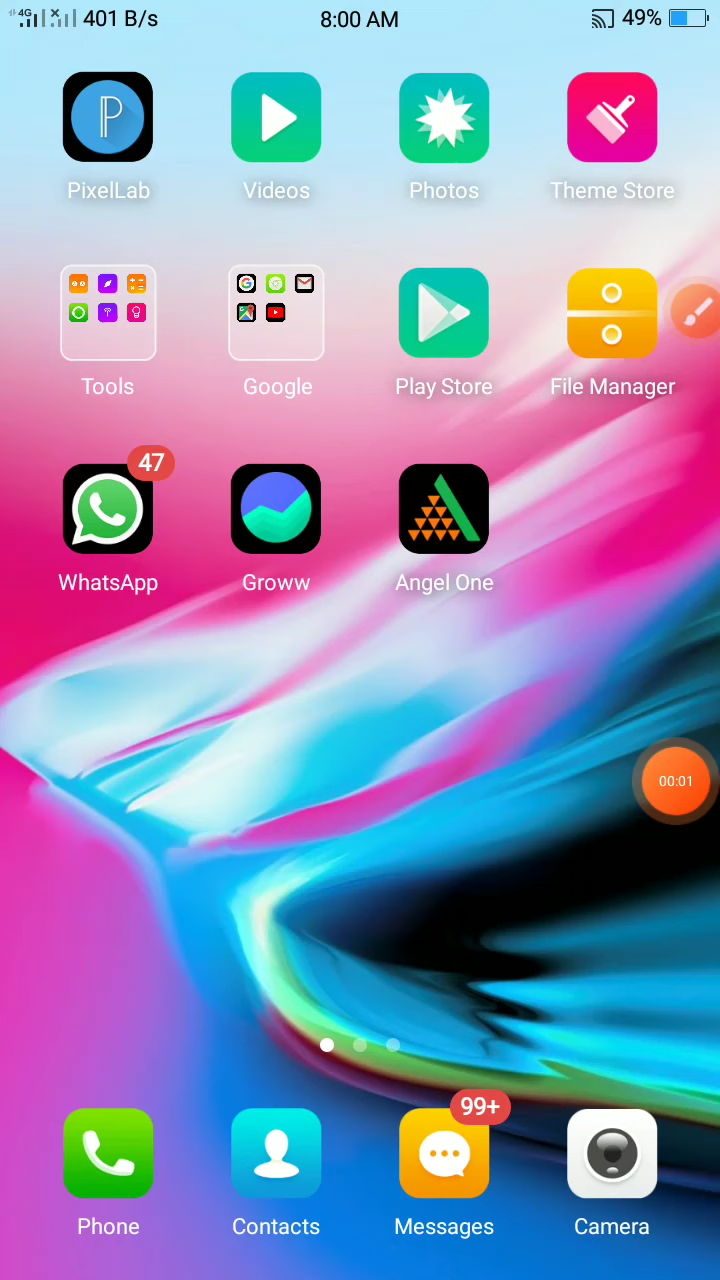 4G 401 B/s 8:00 AM 49%
PixelLab Videos Photos Theme Store
Tools Google Play Store File Manager
47
WhatsApp Groww Angel One
00:01
99+
Phone Contacts Messages Camera